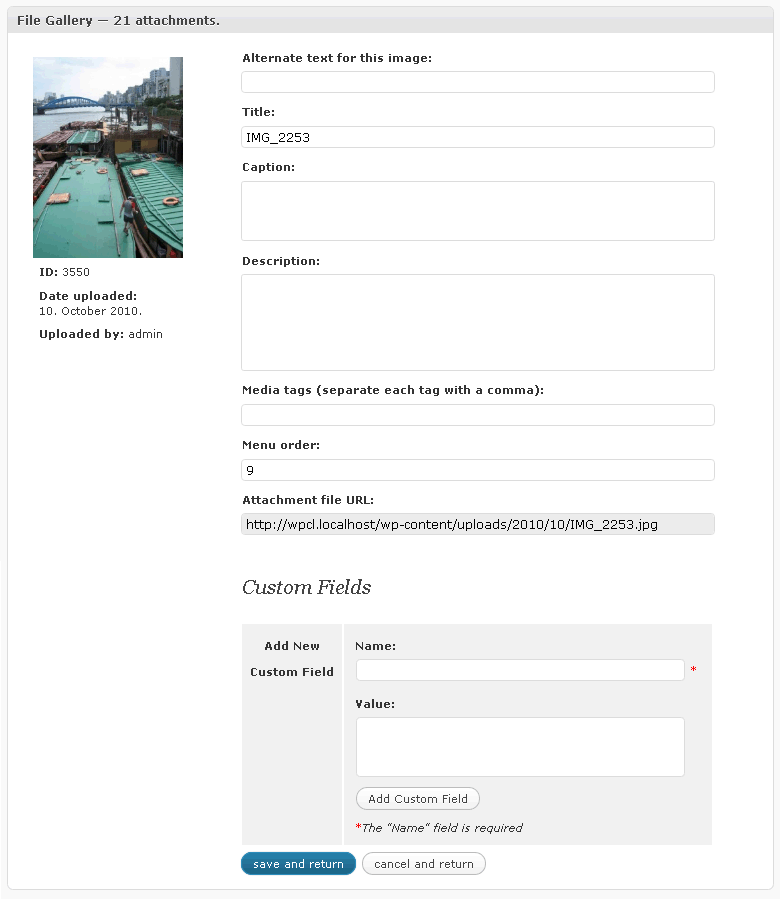 File Gallery — 21 attachments.
Alternate text for this image:
Title:
IMG_2253
Caption:
Description:
ID: 3550
Date uploaded:
10. October 2010.
Uploaded by: admin
Media tags (separate each tag with a comma):
Menu order:
9
Attachment file URL:
http://wpcl.localhost/wp-content/uploads/2010/10/IMG_2253.jpg
Custom Fields
Add New
Custom Field
Name:
*
Value:
Add Custom Field
*The "Name" field is required
save and return
cancel and return